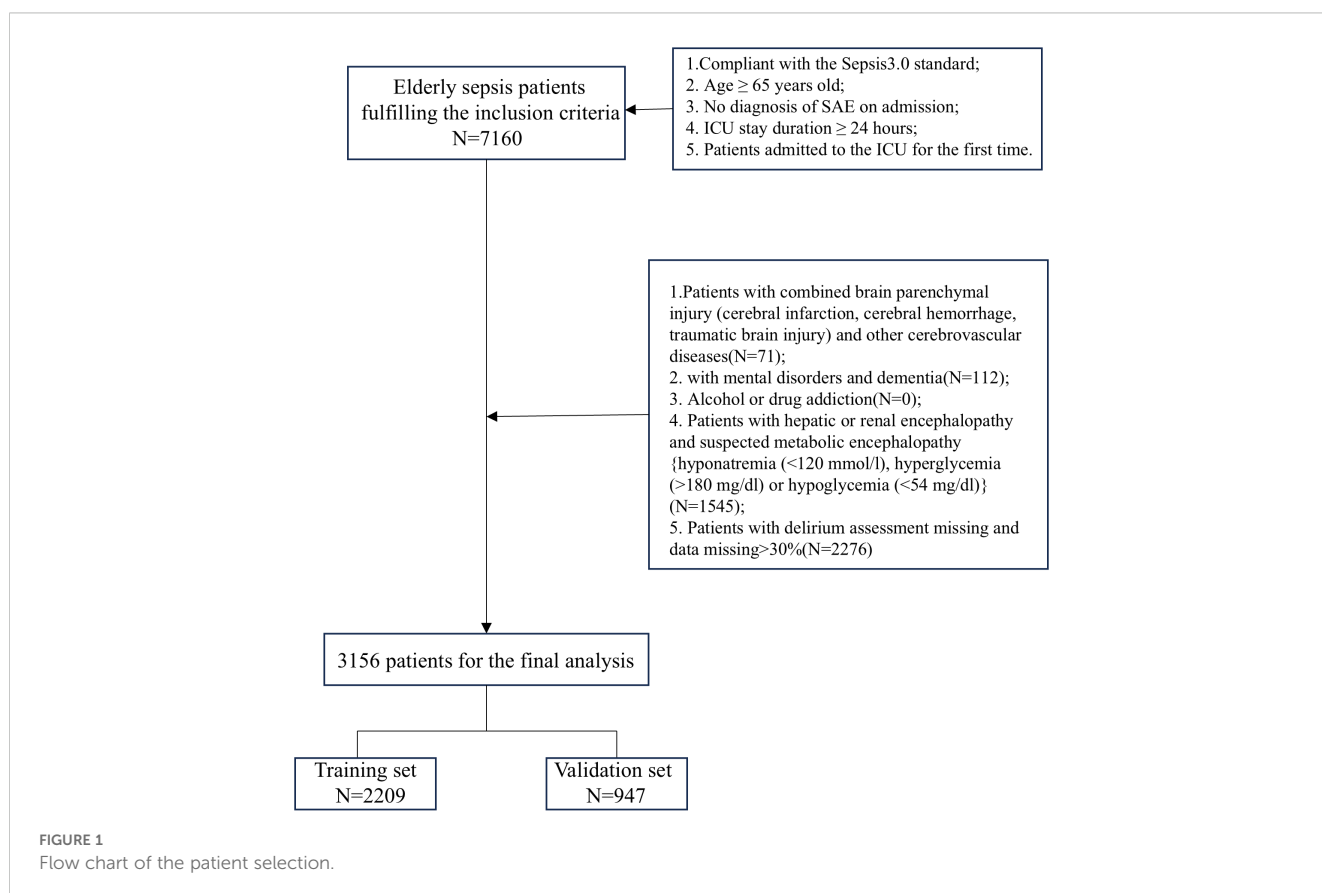 Elderly sepsis patients
fulfilling the inclusion criteria
N=7160
1.Compliant with the Sepsis3.0 standard;
2. Age ≥ 65 years old;
3. No diagnosis of SAE on admission;
4. ICU stay duration ≥ 24 hours;
5. Patients admitted to the ICU for the first time.
1.Patients with combined brain parenchymal
injury (cerebral infarction, cerebral hemorrhage,
traumatic brain injury) and other cerebrovascular
diseases(N=71);
2. with mental disorders and dementia(N=112);
3. Alcohol or drug addiction(N=0);
4. Patients with hepatic or renal encephalopathy
and suspected metabolic encephalopathy
{hyponatremia (<120 mmol/l), hyperglycemia
(>180 mg/dl) or hypoglycemia (<54 mg/dl)}
(N=1545);
5. Patients with delirium assessment missing and
data missing>30%(N=2276)
3156 patients for the final analysis
Training set
N=2209
Validation set
N=947
FIGURE 1
Flow chart of the patient selection.